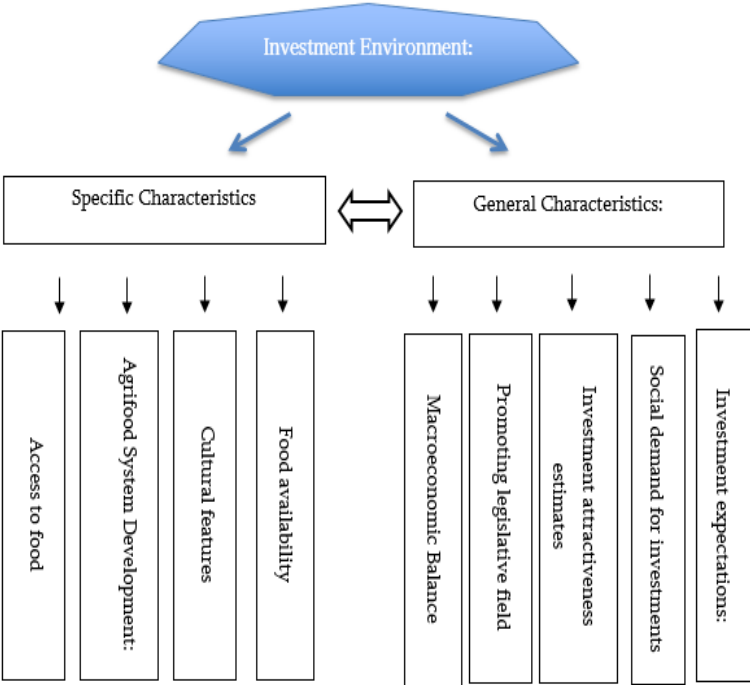 Investment Environment:
Specific Characteristics
General Characteristics:
Access to food
Agrifood System Development:
Cultural features
Food availability
Macroeconomic Balance
Promoting legislative field
Investment attractiveness
estimates
Social demand for investments
Investment expectations: